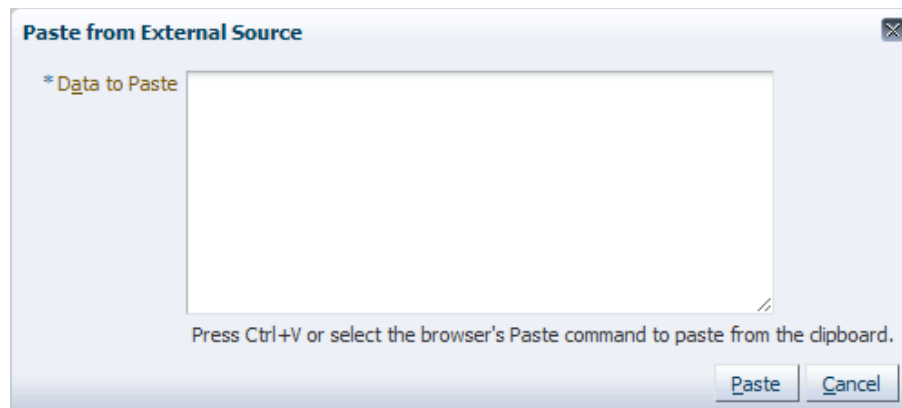 Paste from External Source
* Data to Paste
Press Ctrl+V or select the browser's Paste command to paste from the clipboard.
Paste Cancel